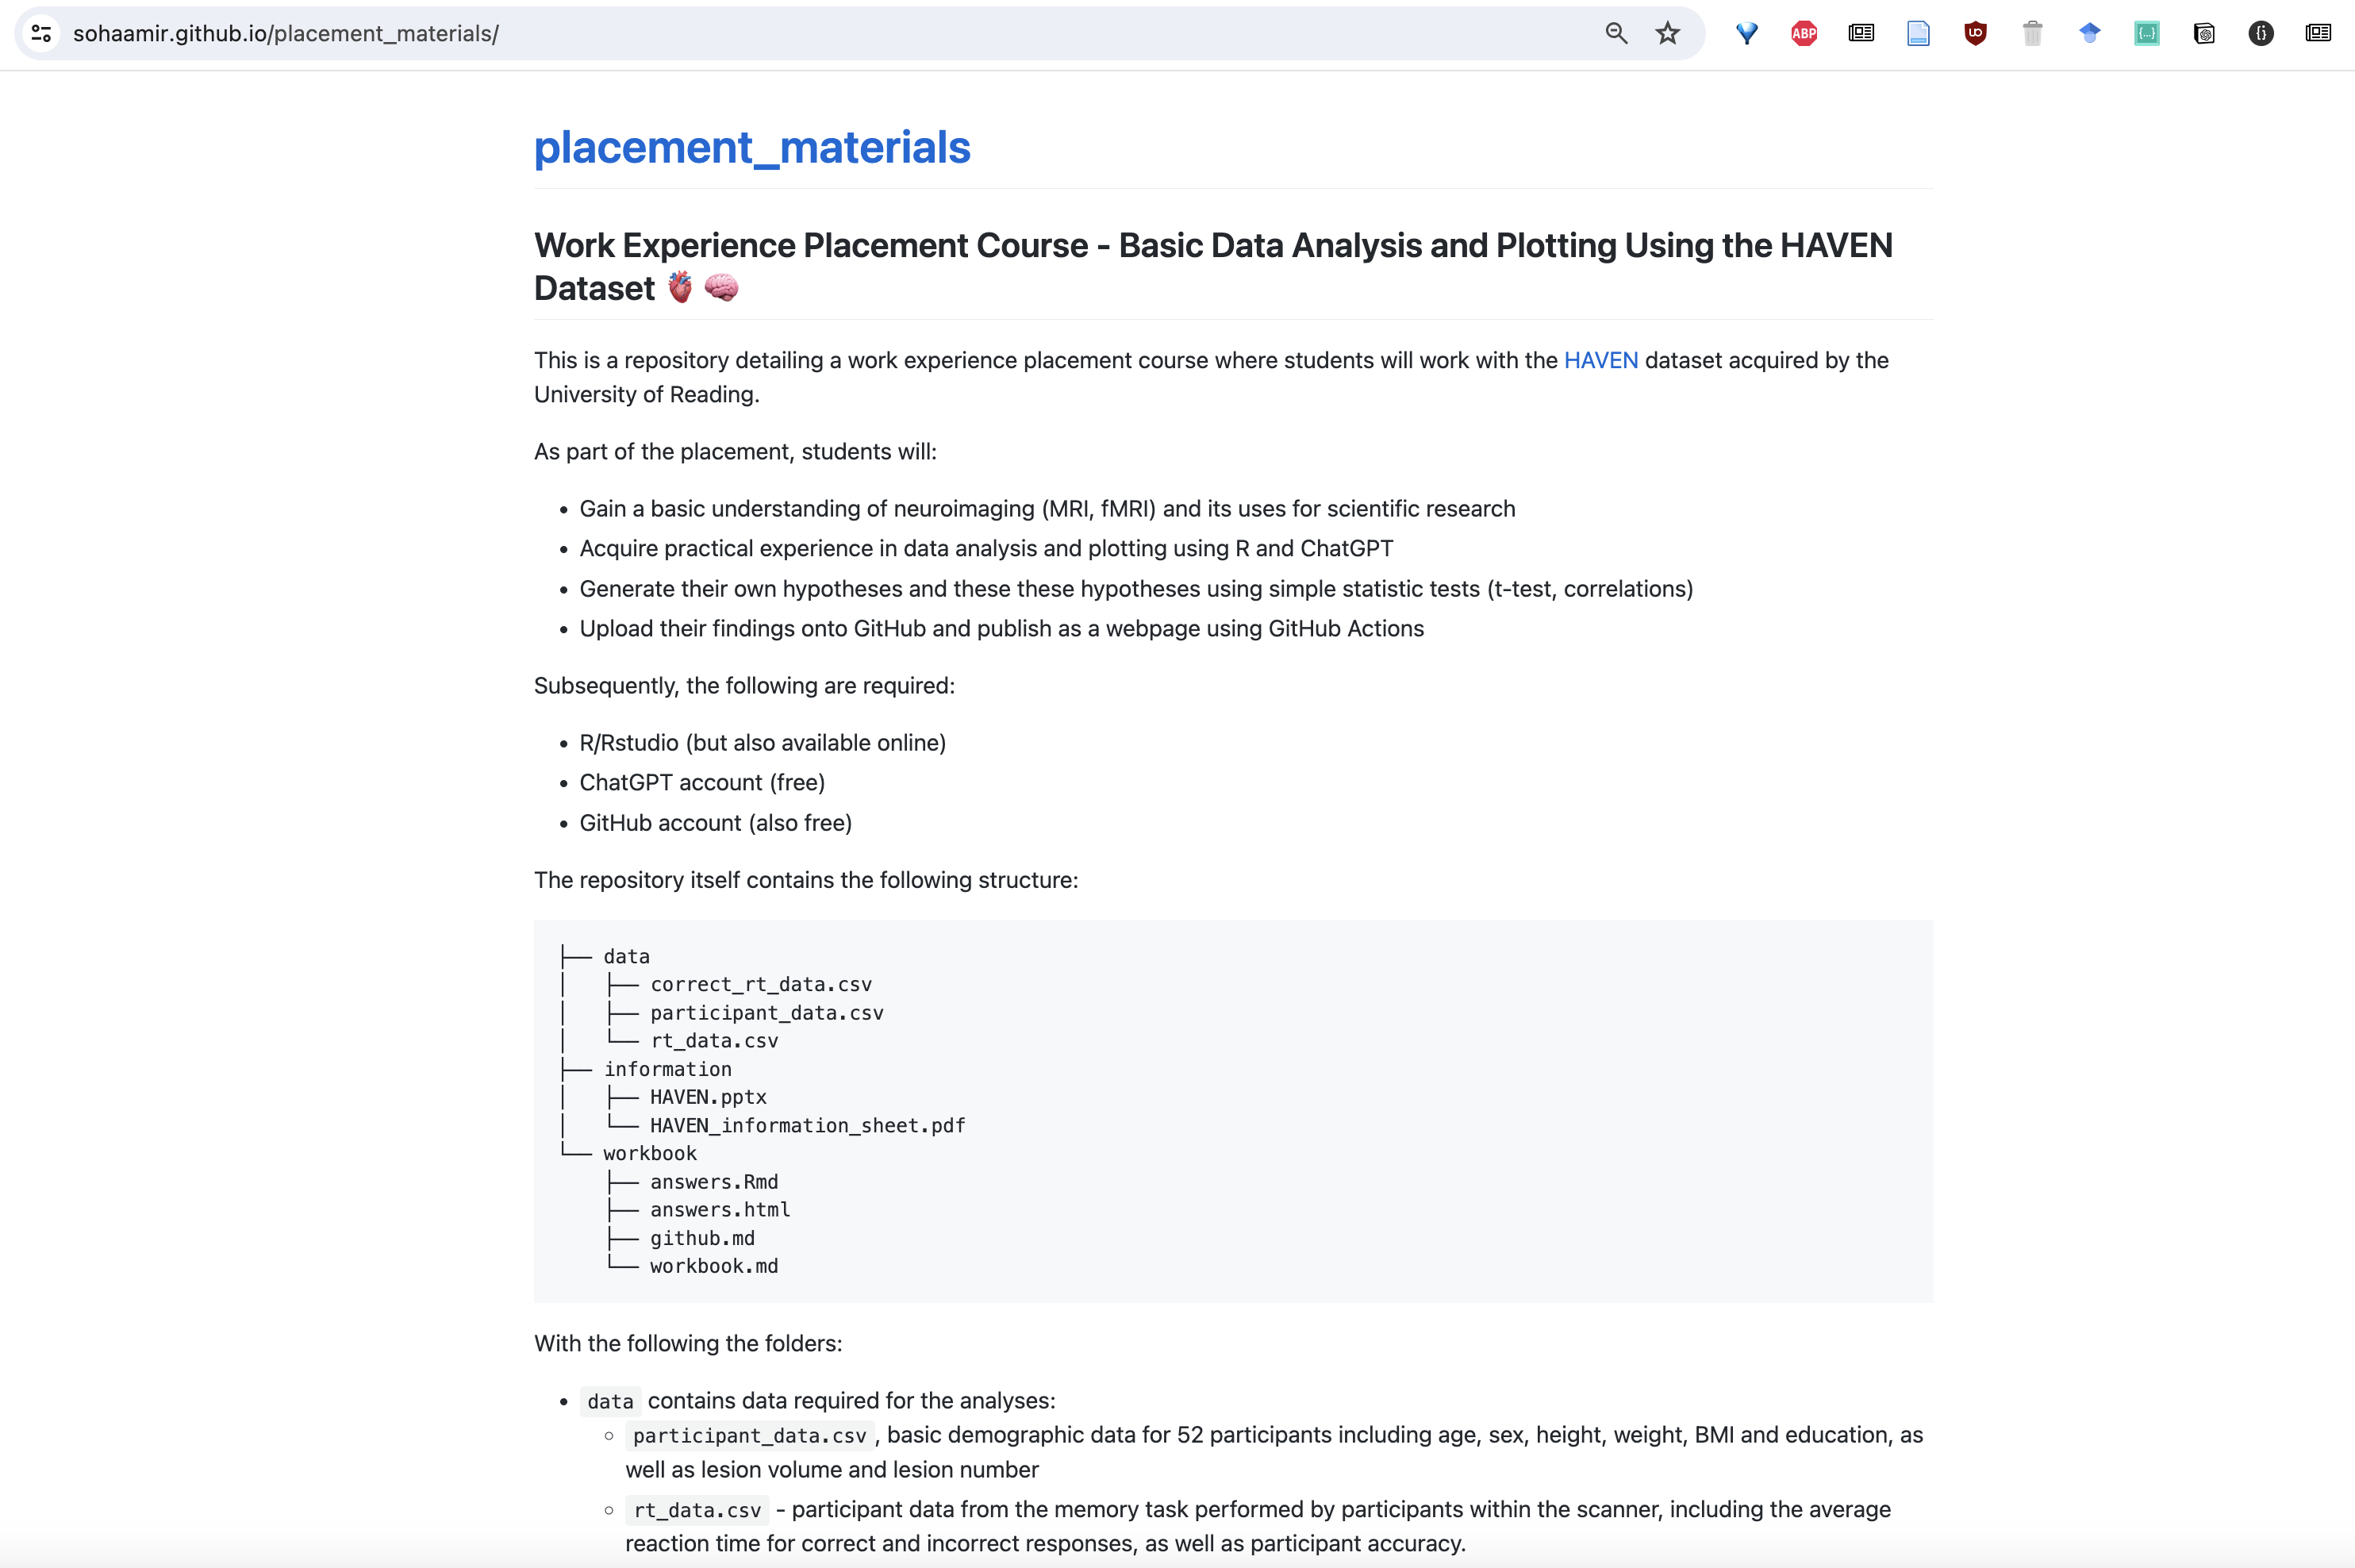 sohaamir.github.io/placement_materials/
ABP
placement_materials
Work Experience Placement Course - Basic Data Analysis and Plotting Using the HAVEN
Dataset 🫀 🧠
This is a repository detailing a work experience placement course where students will work with the HAVEN dataset acquired by the
University of Reading.
As part of the placement, students will:
• Gain a basic understanding of neuroimaging (MRI, fMRI) and its uses for scientific research
• Acquire practical experience in data analysis and plotting using R and ChatGPT
• Generate their own hypotheses and these these hypotheses using simple statistic tests (t-test, correlations)
• Upload their findings onto GitHub and publish as a webpage using GitHub Actions
Subsequently, the following are required:
• R/Rstudio (but also available online)
• ChatGPT account (free)
• GitHub account (also free)
The repository itself contains the following structure:
├── data
│   ├── correct_rt_data.csv
│   ├── participant_data.csv
│   └── rt_data.csv
├── information
│   ├── HAVEN.pptx
│   └── HAVEN_information_sheet.pdf
└── workbook
    ├── answers.Rmd
    ├── answers.html
    ├── github.md
    └── workbook.md
With the following the folders:
• data contains data required for the analyses:
○ participant_data.csv , basic demographic data for 52 participants including age, sex, height, weight, BMI and education, as
well as lesion volume and lesion number
○ rt_data.csv - participant data from the memory task performed by participants within the scanner, including the average
reaction time for correct and incorrect responses, as well as participant accuracy.